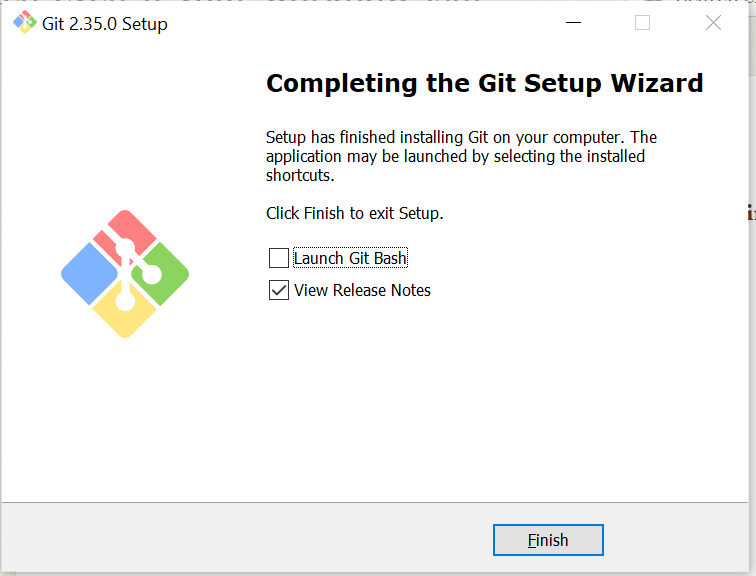 Git 2.35.0 Setup
Completing the Git Setup Wizard
Setup has finished installing Git on your computer. The
application may be launched by selecting the installed
shortcuts.
Click Finish to exit Setup.
Launch Git Bash
View Release Notes
Finish